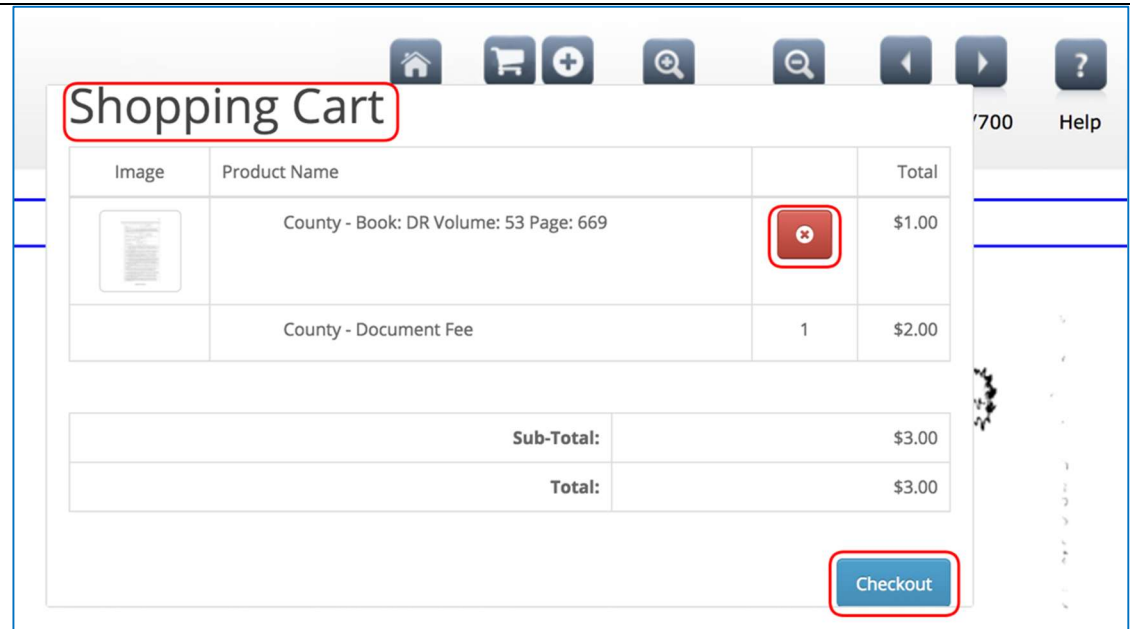 Shopping Cart
/700 Help
Image Product Name Total
County - Book: DR Volume: 53 Page: 669 $1.00
County - Document Fee 1 $2.00
Sub-Total: $3.00
Total: $3.00
Checkout